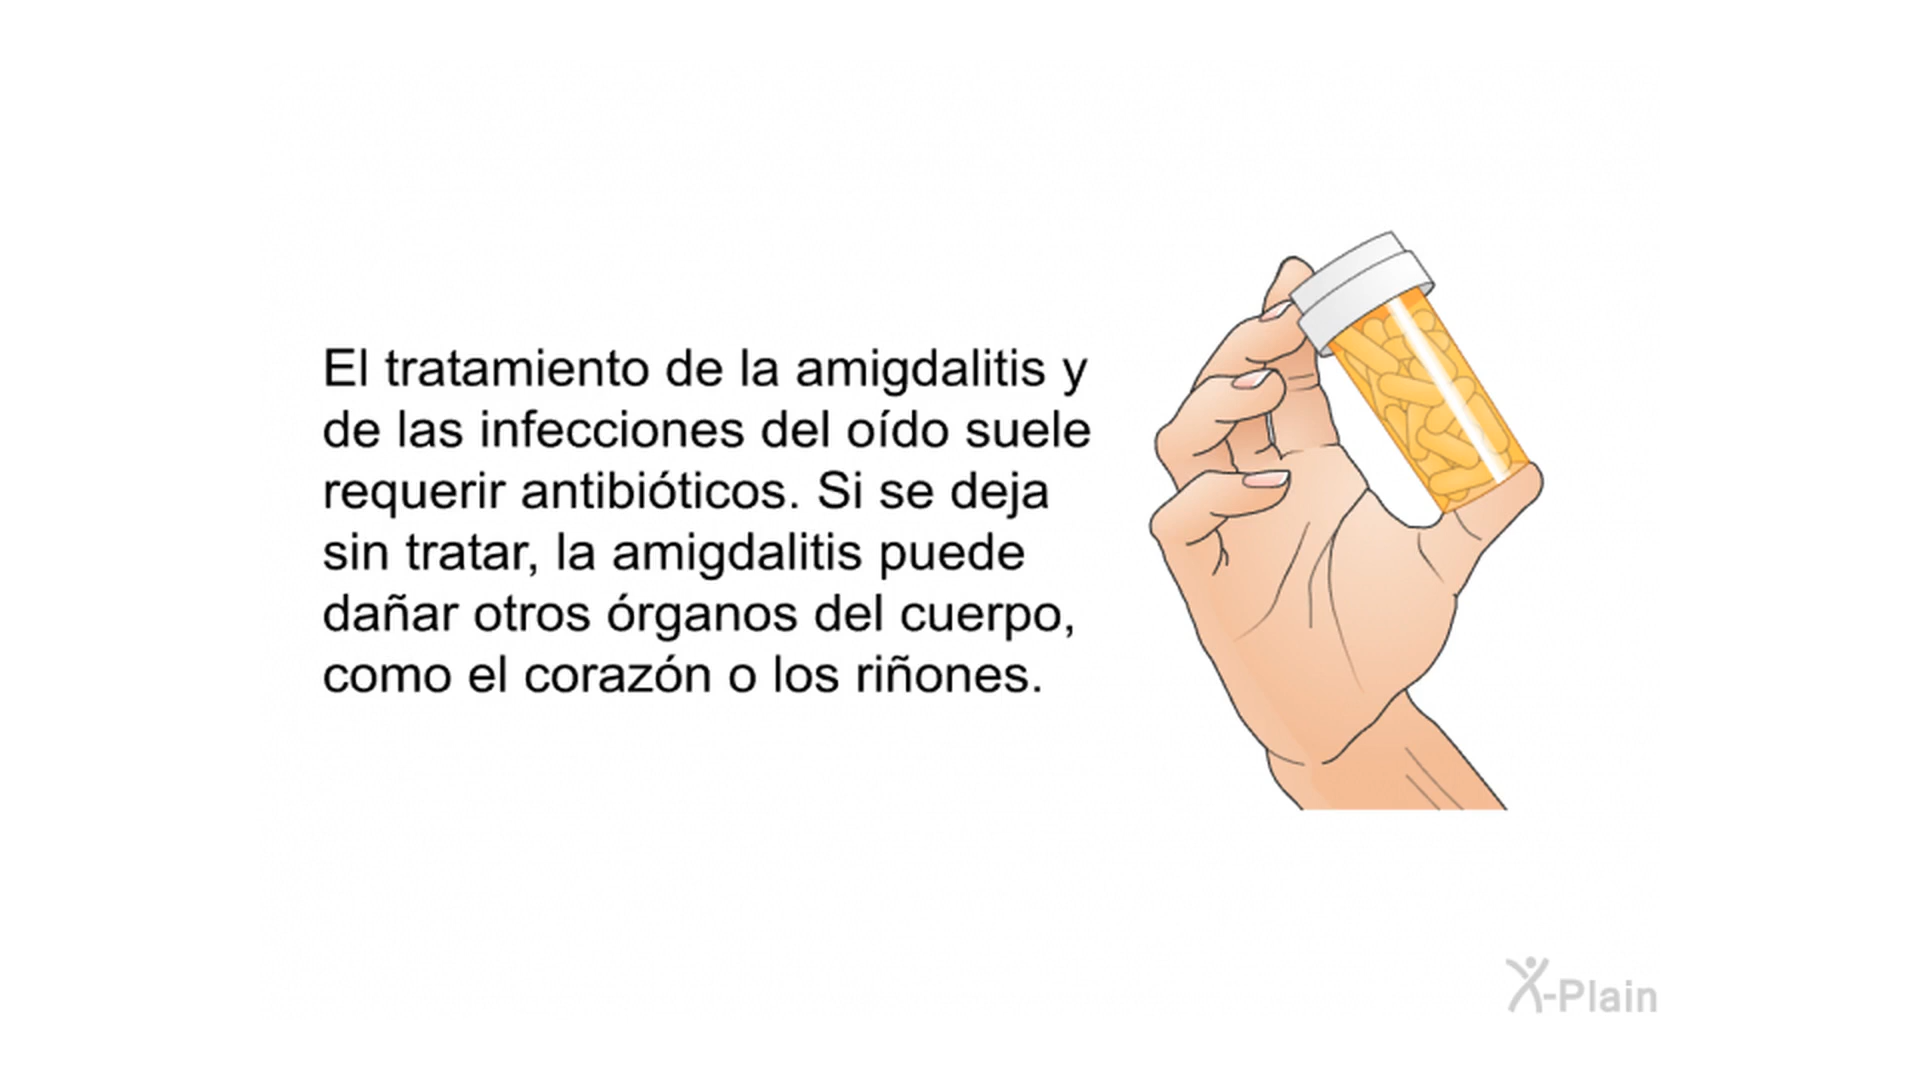 El tratamiento de la amigdalitis y
de las infecciones del oído suele
requerir antibióticos. Si se deja
sin tratar, la amigdalitis puede
dañar otros órganos del cuerpo,
como el corazón o los riñones.
X-Plain